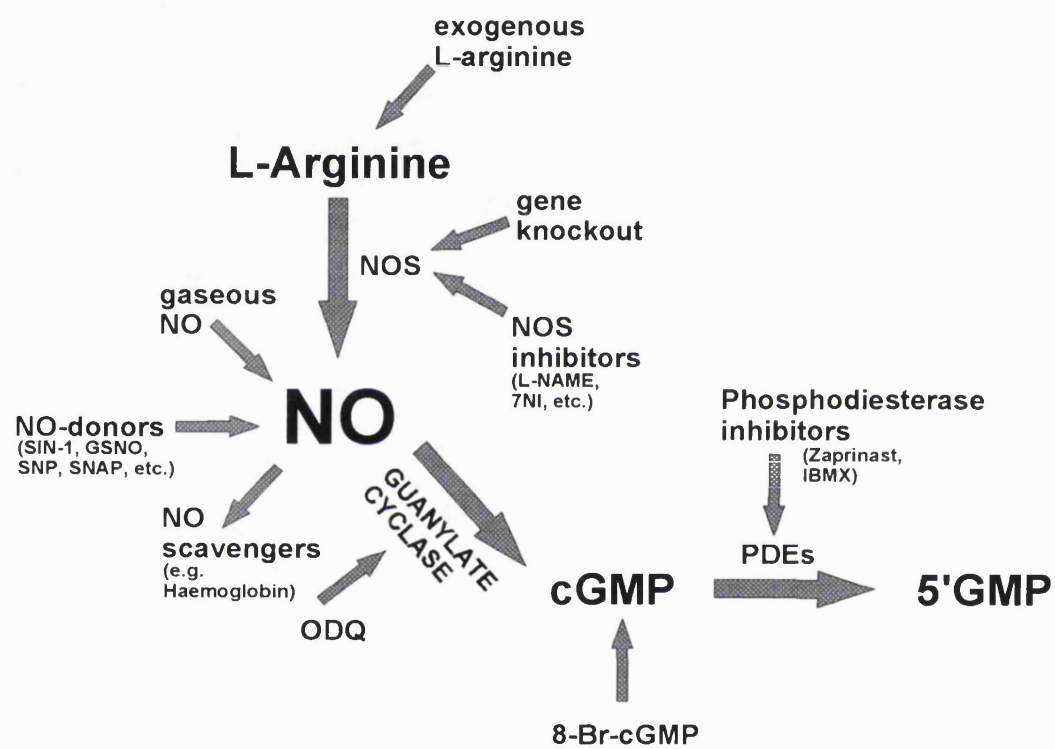 exogenous
L-arginine
L-Arginine
gene
knockout
NOS
gaseous
NO
NOS
inhibitors
(L-NAME,
7NI, etc.)
NO
NO-donors
(SIN-1, GSNO,
SNP, SNAP, etc.)
Phosphodiesterase
inhibitors
(Zaprinast,
IBMX)
GUANYLATE
CYCLASE
NO
scavengers
(e.g.
Haemoglobin)
ODQ
PDEs
cGMP
5'GMP
8-Br-cGMP